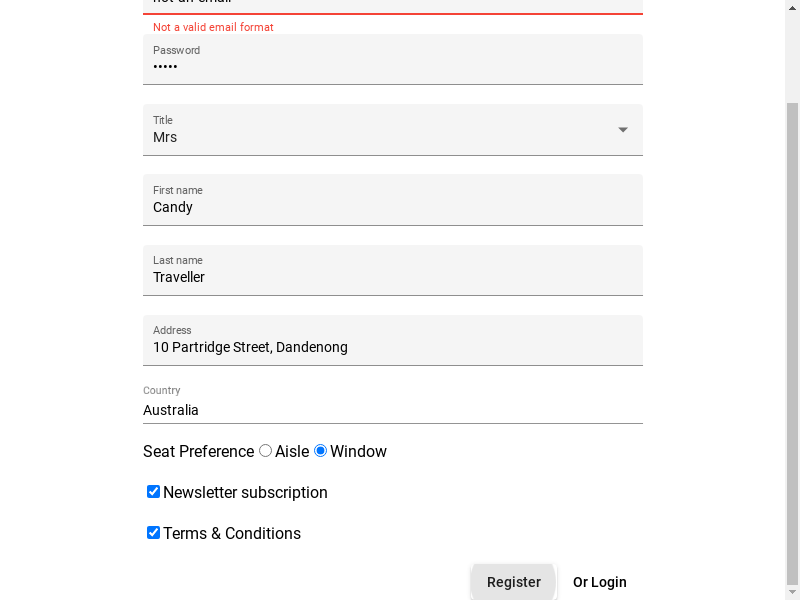 Not a valid email format
Password
•••••
Title
Mrs
First name
Candy
Last name
Traveller
Address
10 Partridge Street, Dandenong
Country
Australia
Seat Preference Aisle Window
Newsletter subscription
Terms & Conditions
Register Or Login